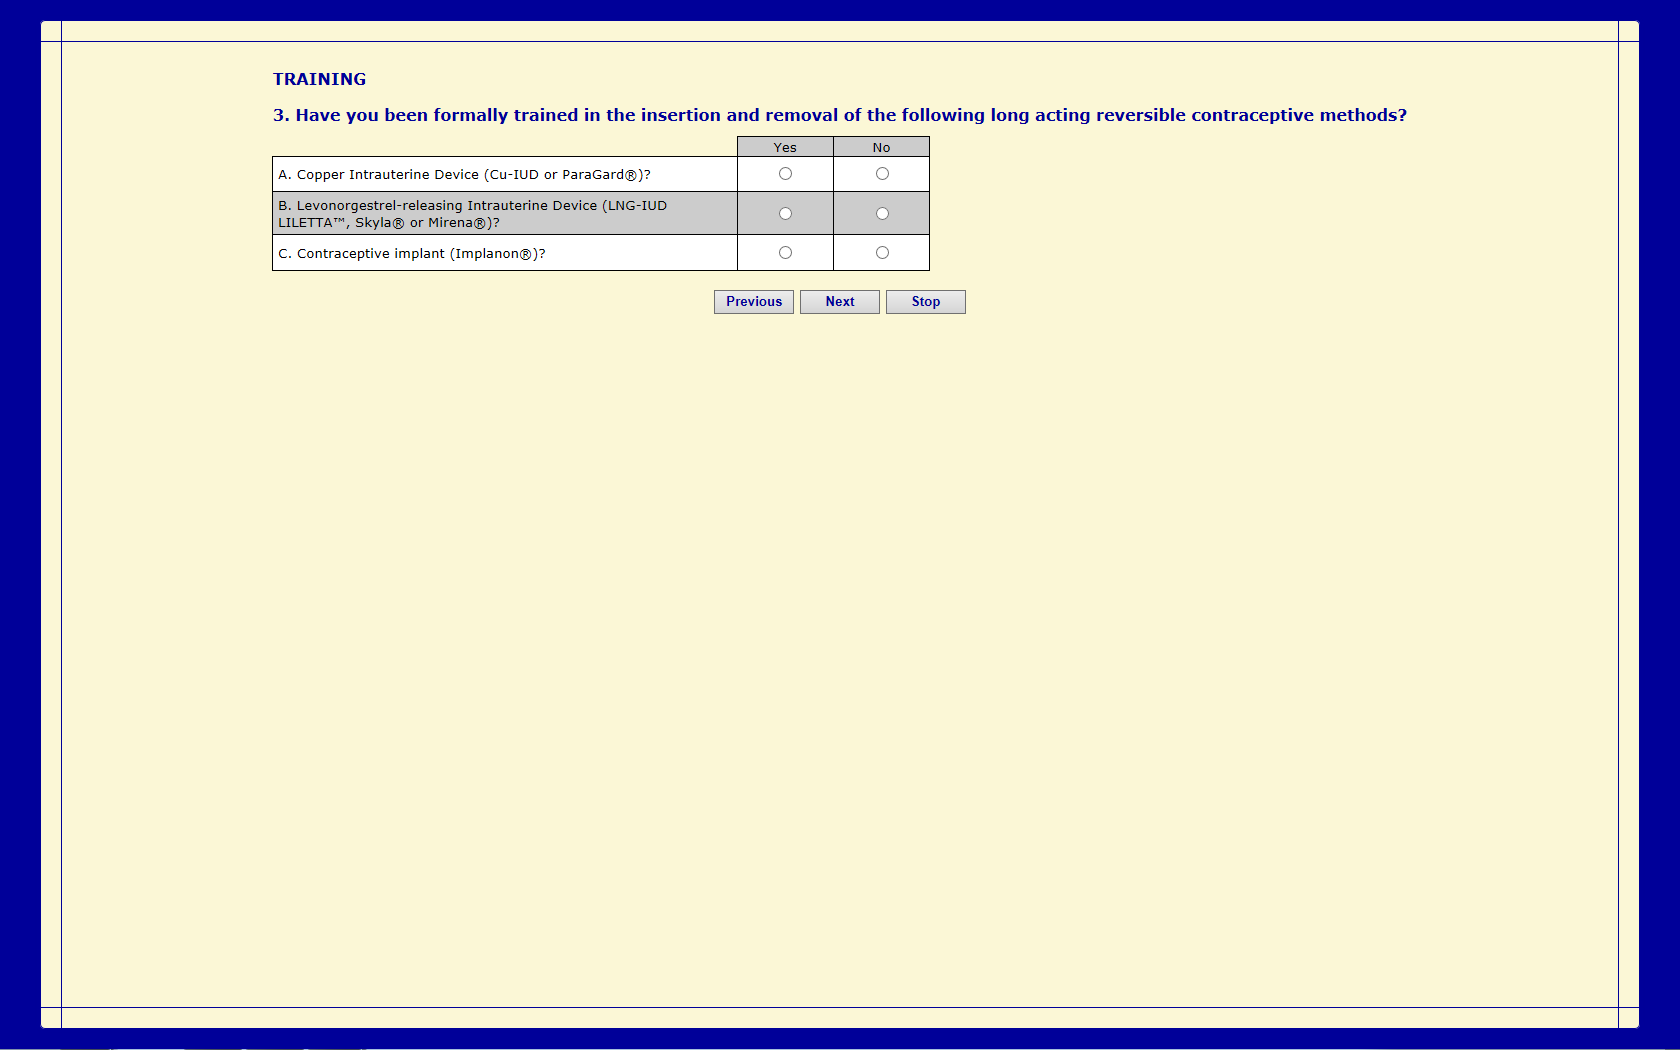 TRAINING
3. Have you been formally trained in the insertion and removal of the following long acting reversible contraceptive methods?
Yes No
A. Copper Intrauterine Device (Cu-IUD or ParaGard®)?
B. Levonorgestrel-releasing Intrauterine Device (LNG-IUD
LILETTA™, Skyla® or Mirena®)?
C. Contraceptive implant (Implanon®)?
Previous Next Stop